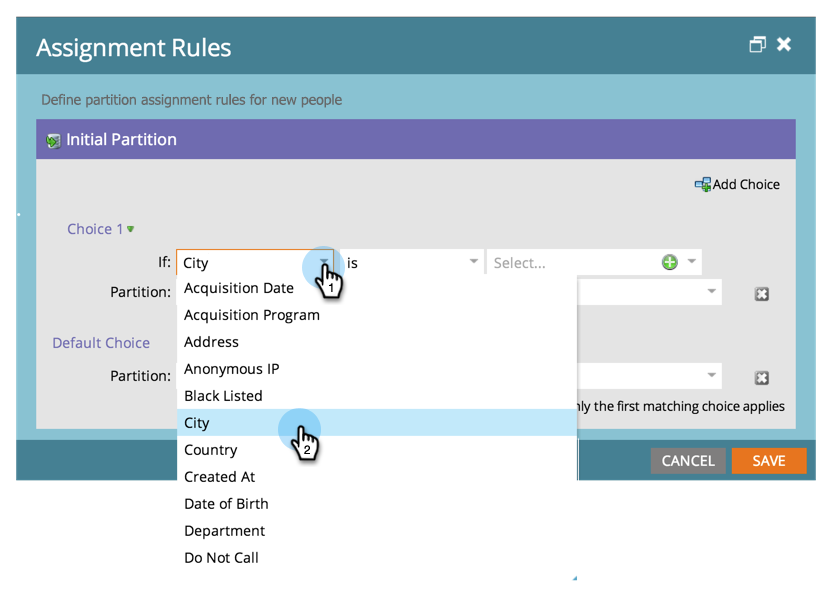 Assignment Rules
Define partition assignment rules for new people
Initial Partition
Add Choice
Choice 1
If: City is Select...
1
Partition:
Acquisition Date
Acquisition Program
Address
Anonymous IP
Black Listed
City
2
Country
Created At
Date of Birth
Department
Do Not Call
Default Choice
Partition:
the first matching choice applies
CANCEL SAVE